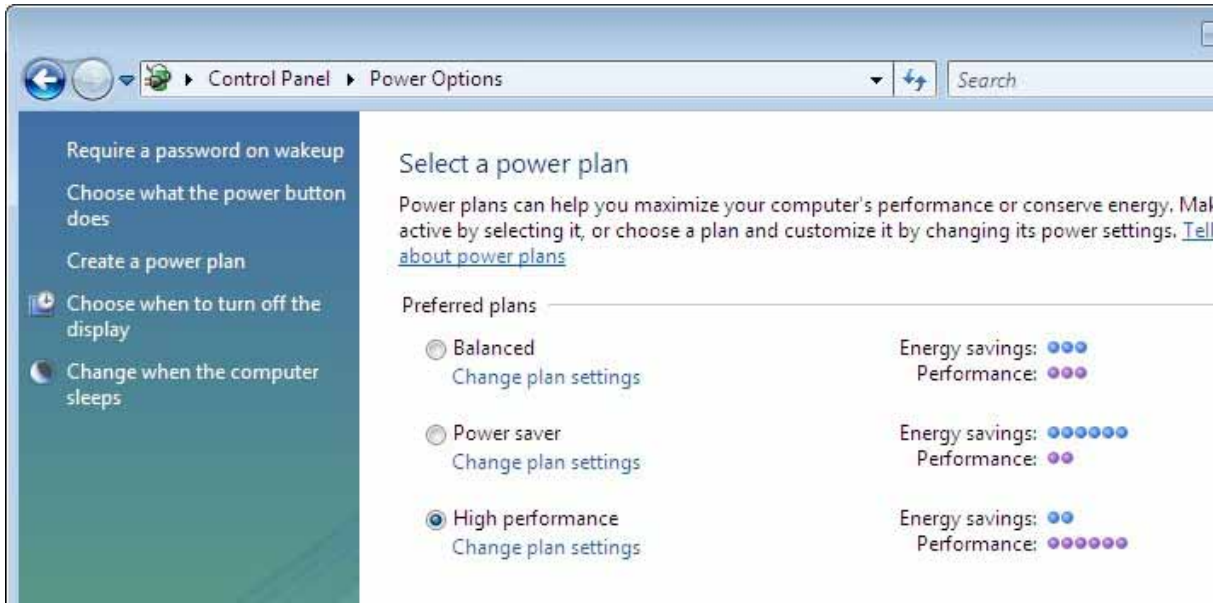 Control Panel Power Options
Search
Require a password on wakeup
Choose what the power button
does
Create a power plan
Choose when to turn off the
display
Change when the computer
sleeps
Select a power plan
Power plans can help you maximize your computer's performance or conserve energy. Mak
active by selecting it, or choose a plan and customize it by changing its power settings. Tell
about power plans
Preferred plans
Balanced Energy savings:
Change plan settings Performance:
Power saver Energy savings:
Change plan settings Performance:
High performance Energy savings:
Change plan settings Performance: